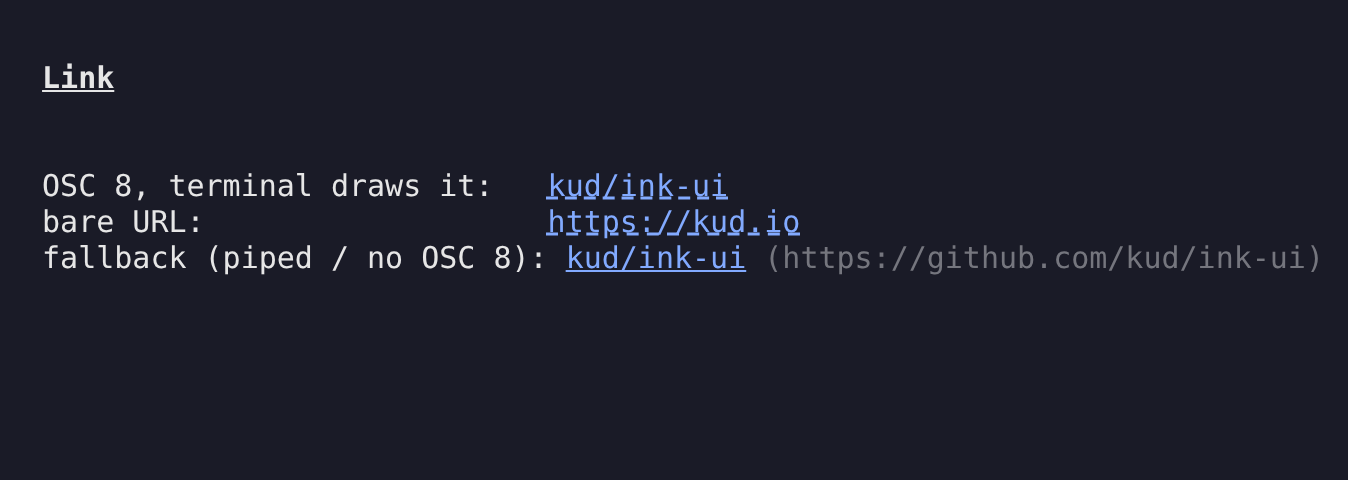 Link
OSC 8, terminal draws it: kud/ink-ui
bare URL: https://kud.io
fallback (piped / no OSC 8): kud/ink-ui (https://github.com/kud/ink-ui)